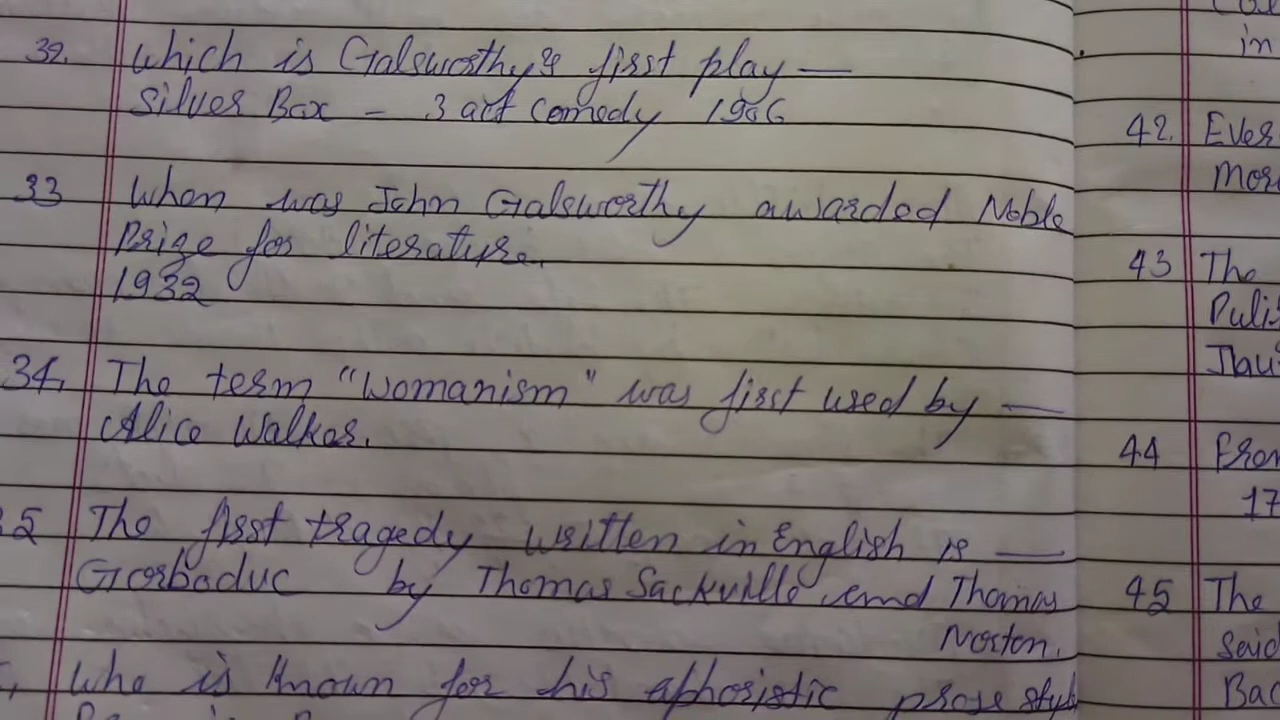 32. Which is Galsworthy's first play —
Silver Box - 3 act Comedy 1906
33 When was John Galsworthy awarded Noble
Prize for literature.
1932
34. The term "Womanism" was first used by —
Alice Walker.
35 The first tragedy written in English is —
Gorboduc by Thomas Sackville and Thomas
Norton.
Who is known for his aphoristic prose style
in
42. Ever
More
43 The
Puli
44 From
17
45 The
Said
Bac